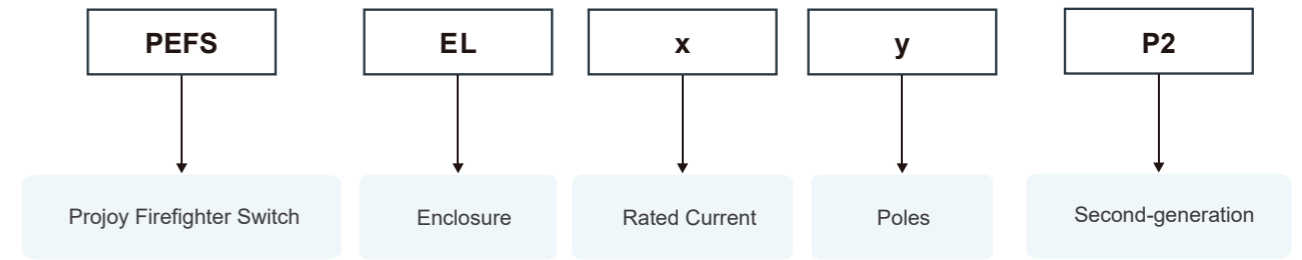 PEFS EL x y P2
Projoy Firefighter Switch Enclosure Rated Current Poles Second-generation